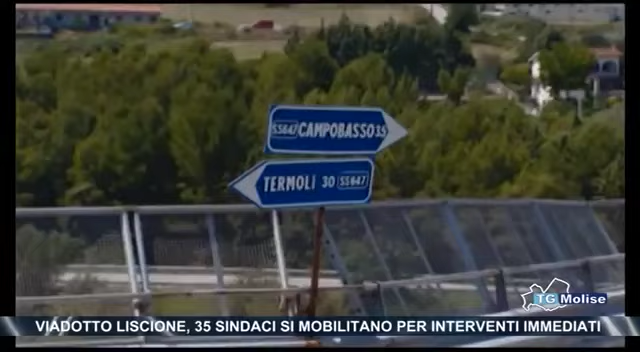 SS647 CAMPOBASSO 35
TERMOLI 30 SS647
TG Molise
VIADOTTO LISCIONE, 35 SINDACI SI MOBILITANO PER INTERVENTI IMMEDIATI